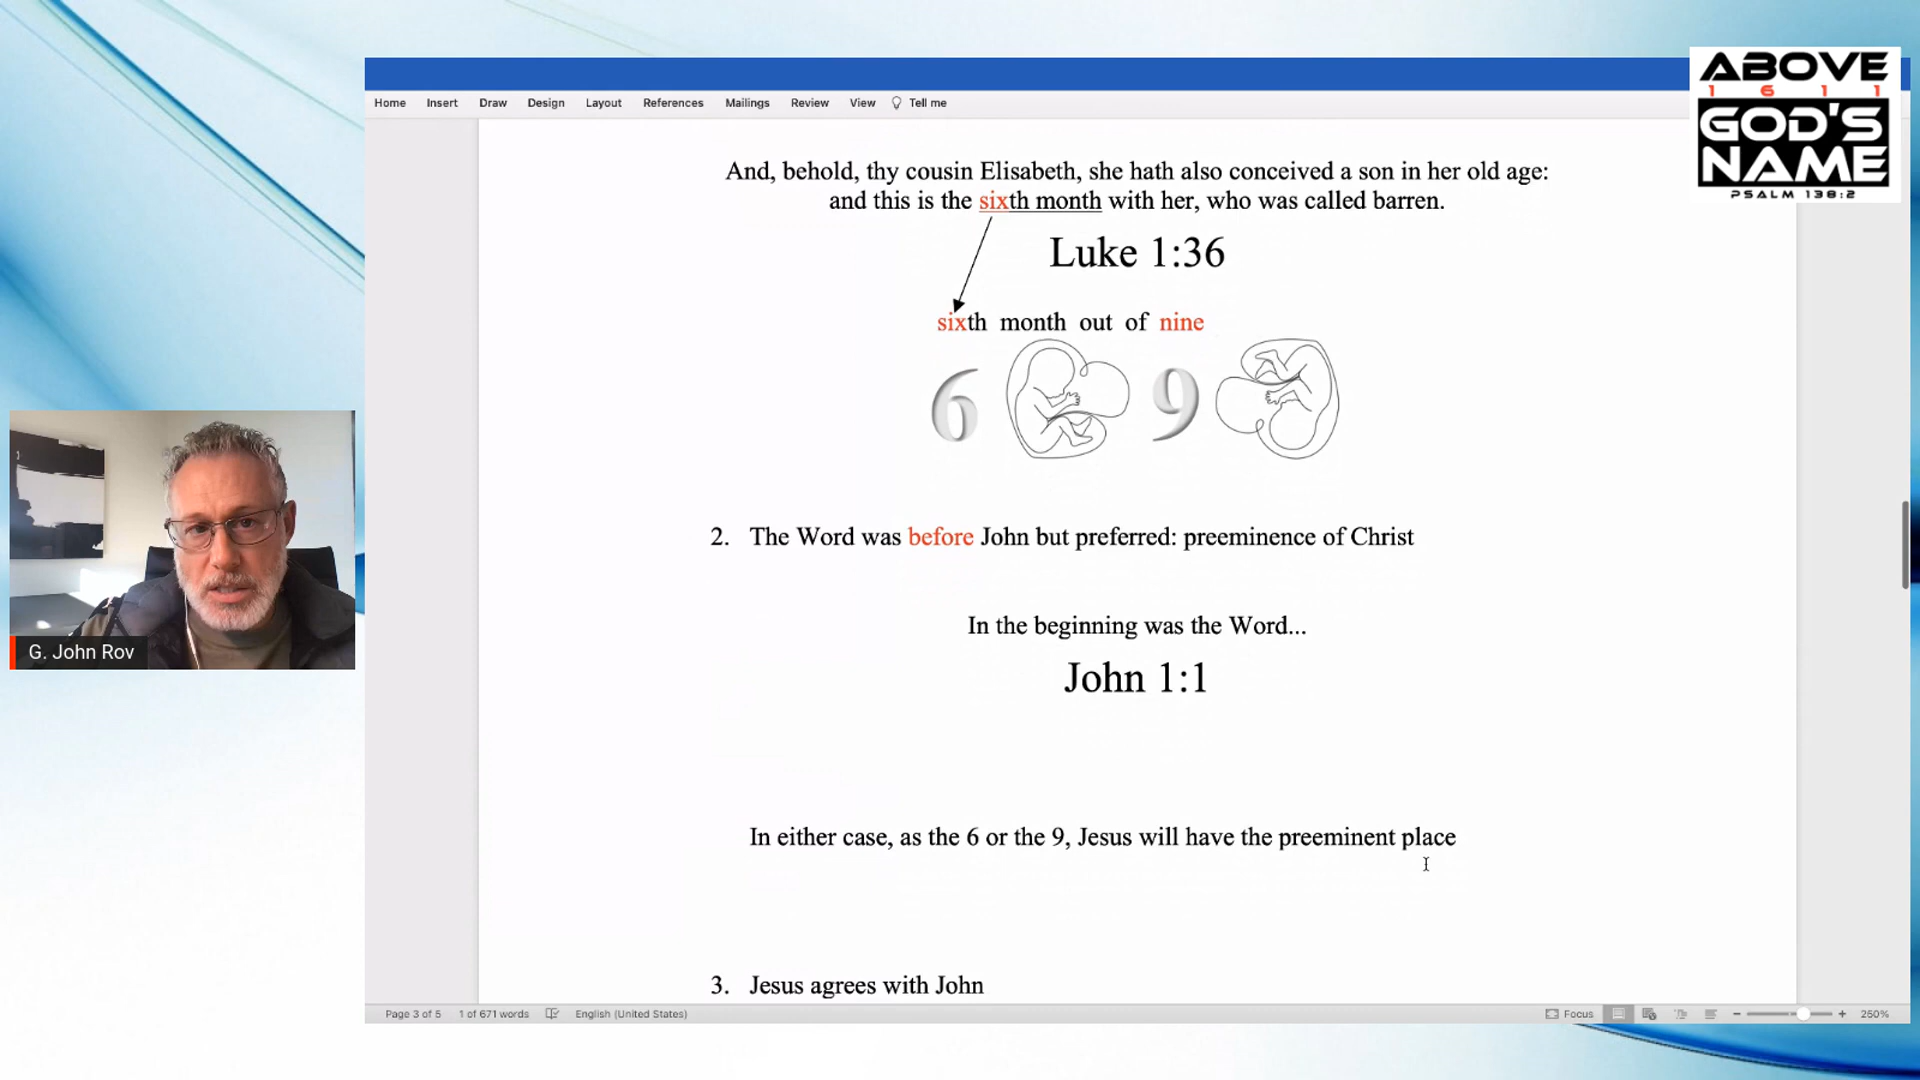 ABOVE
1611
GOD'S
NAME
PSALM 138:2
Home Insert Draw Design Layout References Mailings Review View Tell me
And, behold, thy cousin Elisabeth, she hath also conceived a son in her old age:
and this is the sixth month with her, who was called barren.
Luke 1:36
sixth month out of nine
6 9
2. The Word was before John but preferred: preeminence of Christ
In the beginning was the Word...
John 1:1
G. John Rov
In either case, as the 6 or the 9, Jesus will have the preeminent place
3. Jesus agrees with John
Page 3 of 5 1 of 671 words English (United States) Focus 250%